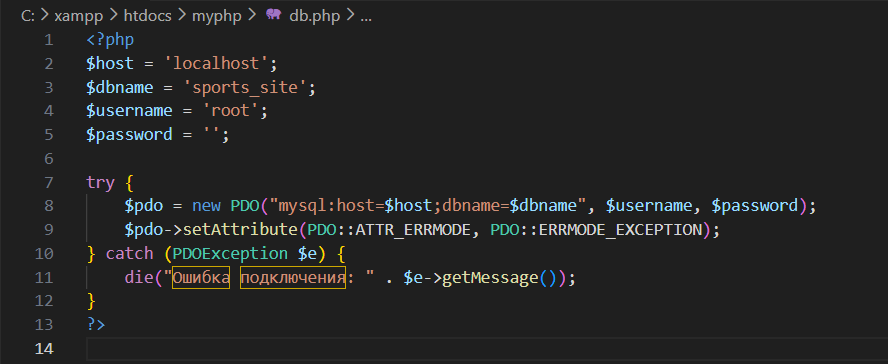 C: > xampp > htdocs > myphp > db.php > ...
1 <?php
2 $host = 'localhost';
3 $dbname = 'sports_site';
4 $username = 'root';
5 $password = '';
6
7 try {
8     $pdo = new PDO("mysql:host=$host;dbname=$dbname", $username, $password);
9     $pdo->setAttribute(PDO::ATTR_ERRMODE, PDO::ERRMODE_EXCEPTION);
10 } catch (PDOException $e) {
11     die("Ошибка подключения: " . $e->getMessage());
12 }
13 ?>
14